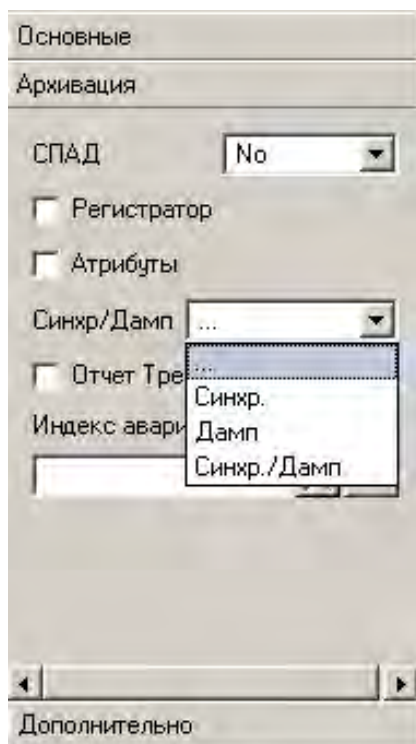 Основные
Архивация
СПАД No
Регистратор
Атрибуты
Синхр/Дамп ...
...
Отчет Тре
Синхр.
Индекс авари
Дамп
Синхр./Дамп
Дополнительно